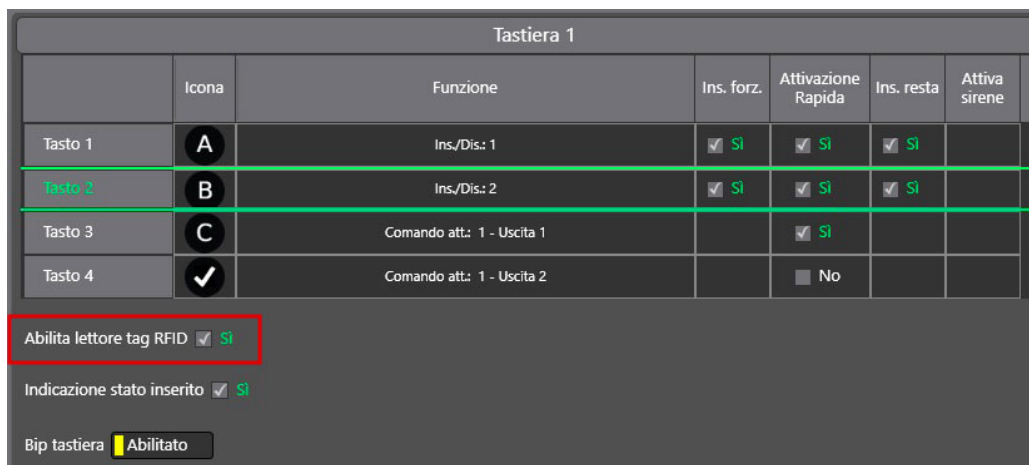 Tastiera 1
Icona Funzione Ins. forz. Attivazione Rapida Ins. resta Attiva sirene
Tasto 1 A Ins./Dis.: 1 Sì Sì Sì
Tasto 2 B Ins./Dis.: 2 Sì Sì Sì
Tasto 3 C Comando att.: 1 - Uscita 1 Sì
Tasto 4 Comando att.: 1 - Uscita 2 No
Abilita lettore tag RFID Sì
Indicazione stato inserito Sì
Bip tastiera Abilitato